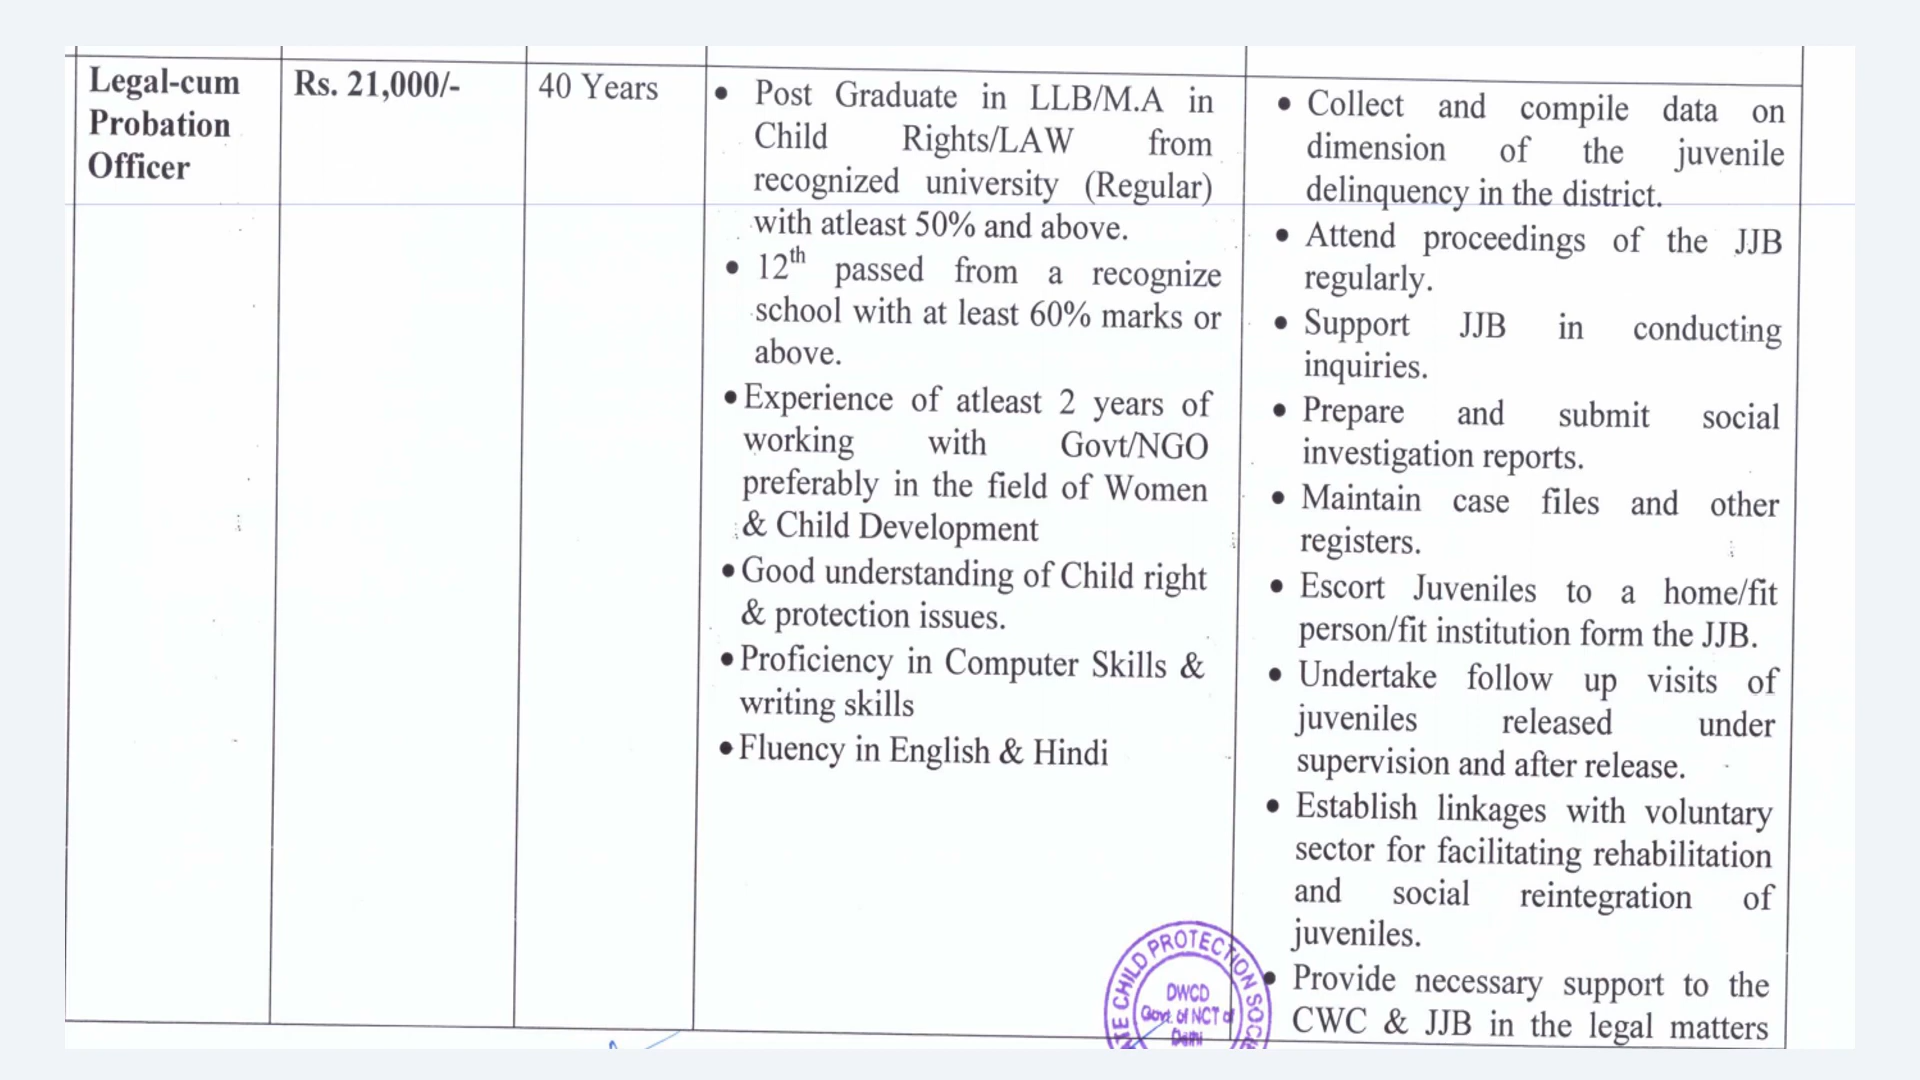 Legal-cum
Probation
Officer
Rs. 21,000/-
40 Years
• Post Graduate in LLB/M.A in
Child Rights/LAW from
recognized university (Regular)
with atleast 50% and above.
• 12th passed from a recognize
school with at least 60% marks or
above.
• Experience of atleast 2 years of
working with Govt/NGO
preferably in the field of Women
& Child Development
• Good understanding of Child right
& protection issues.
• Proficiency in Computer Skills &
writing skills
• Fluency in English & Hindi
• Collect and compile data on
dimension of the juvenile
delinquency in the district.
• Attend proceedings of the JJB
regularly.
• Support JJB in conducting
inquiries.
• Prepare and submit social
investigation reports.
• Maintain case files and other
registers.
• Escort Juveniles to a home/fit
person/fit institution form the JJB.
• Undertake follow up visits of
juveniles released under
supervision and after release.
• Establish linkages with voluntary
sector for facilitating rehabilitation
and social reintegration of
juveniles.
• Provide necessary support to the
CWC & JJB in the legal matters
CHILD PROTECTION
DWCD
Govt. of NCT of
Delhi